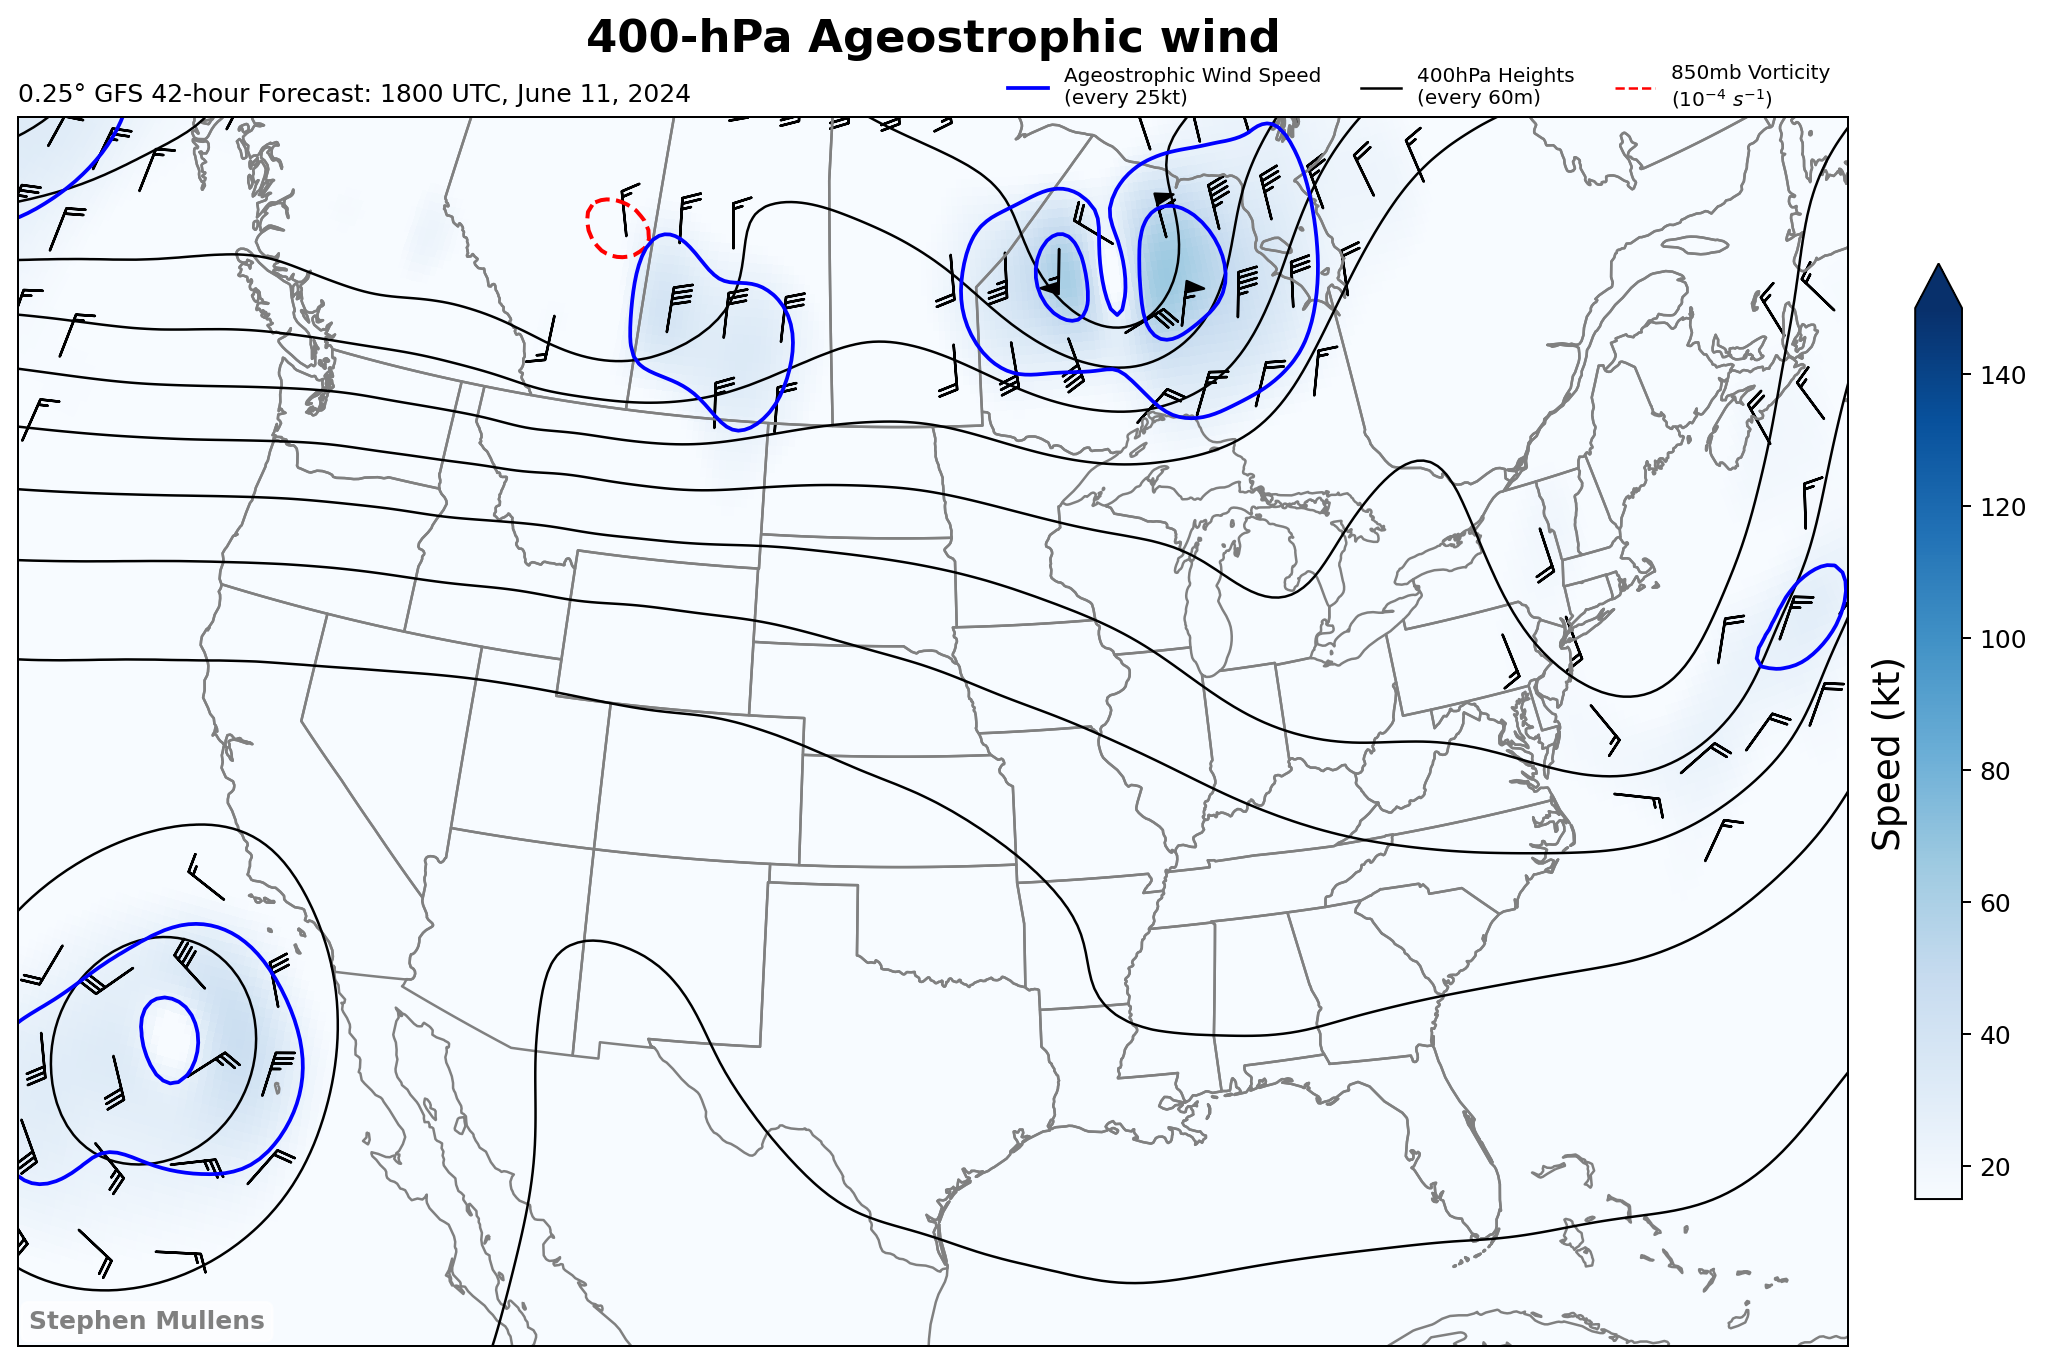 400-hPa Ageostrophic wind
0.25° GFS 42-hour Forecast: 1800 UTC, June 11, 2024
Ageostrophic Wind Speed
(every 25kt)
400hPa Heights
(every 60m)
850mb Vorticity
(10⁻⁴ s⁻¹)
140
120
100
80
60
40
20
Speed (kt)
Stephen Mullens